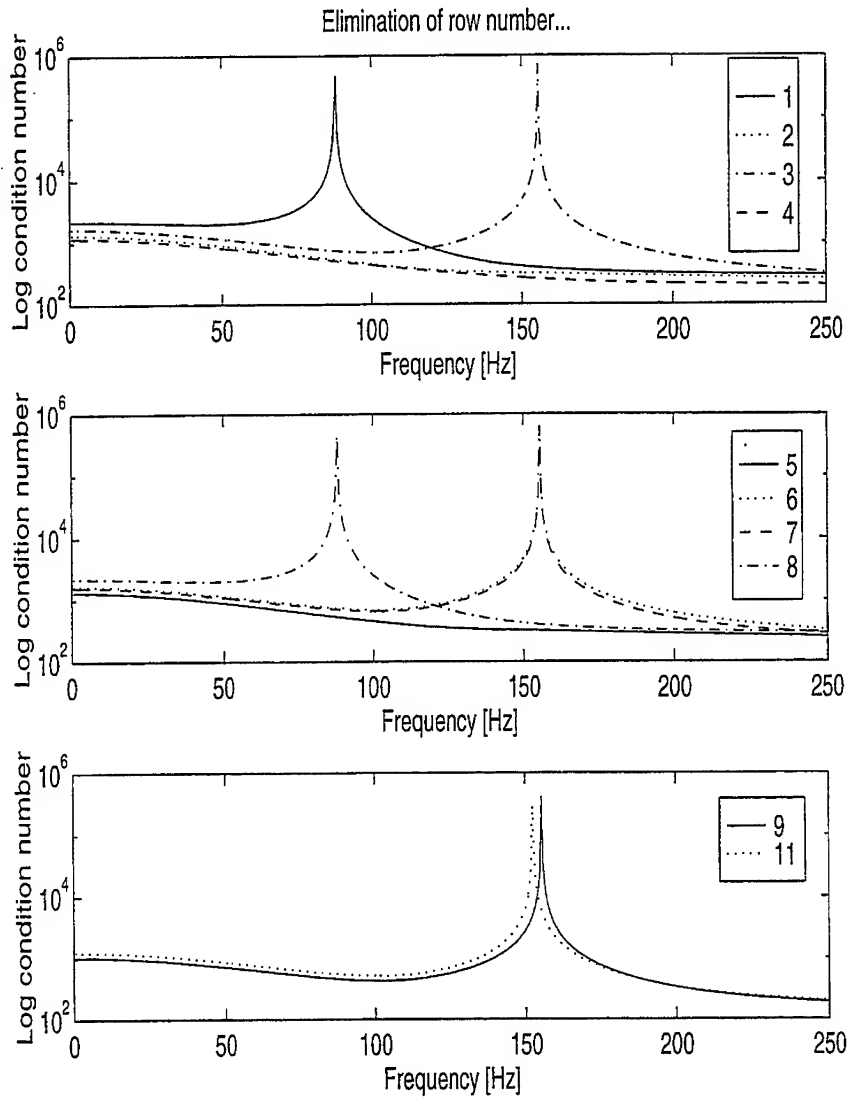 Elimination of row number...
Log condition number
10^6
10^4
10^2
0 50 100 150 200 250
Frequency [Hz]
1
2
3
4
Log condition number
10^6
10^4
10^2
0 50 100 150 200 250
Frequency [Hz]
5
6
7
8
Log condition number
10^6
10^4
10^2
0 50 100 150 200 250
Frequency [Hz]
9
11